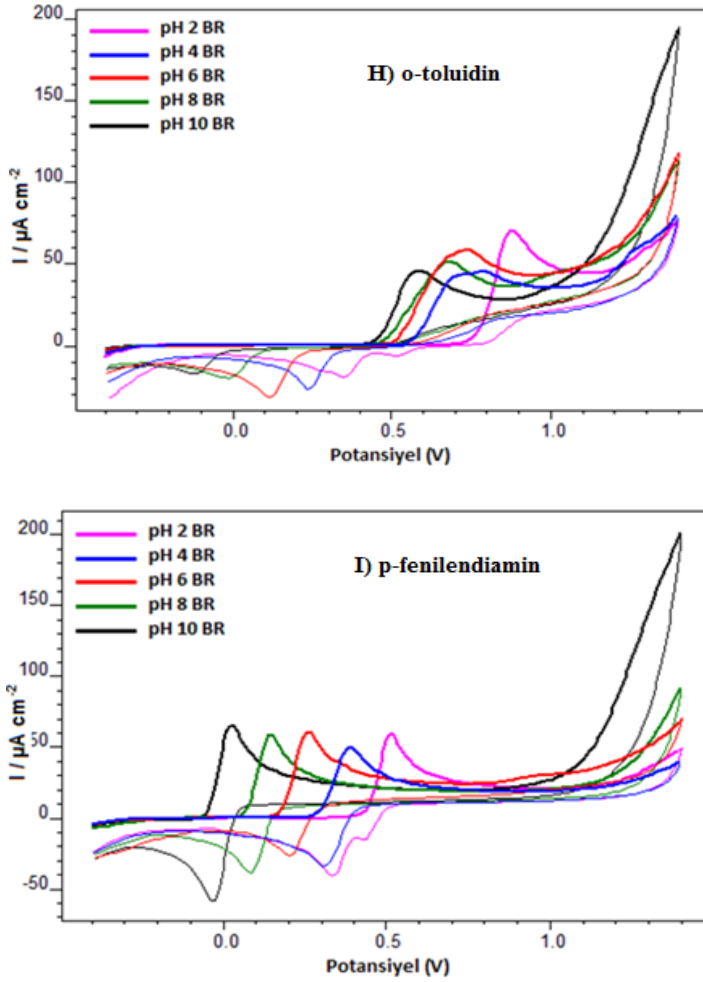 H) o-toluidin
pH 2 BR
pH 4 BR
pH 6 BR
pH 8 BR
pH 10 BR
200
150
100
50
0
I / µA cm-2
0.0 0.5 1.0
Potansiyel (V)
I) p-fenilendiamin
pH 2 BR
pH 4 BR
pH 6 BR
pH 8 BR
pH 10 BR
200
150
100
50
0
-50
I / µA cm-2
0.0 0.5 1.0
Potansiyel (V)